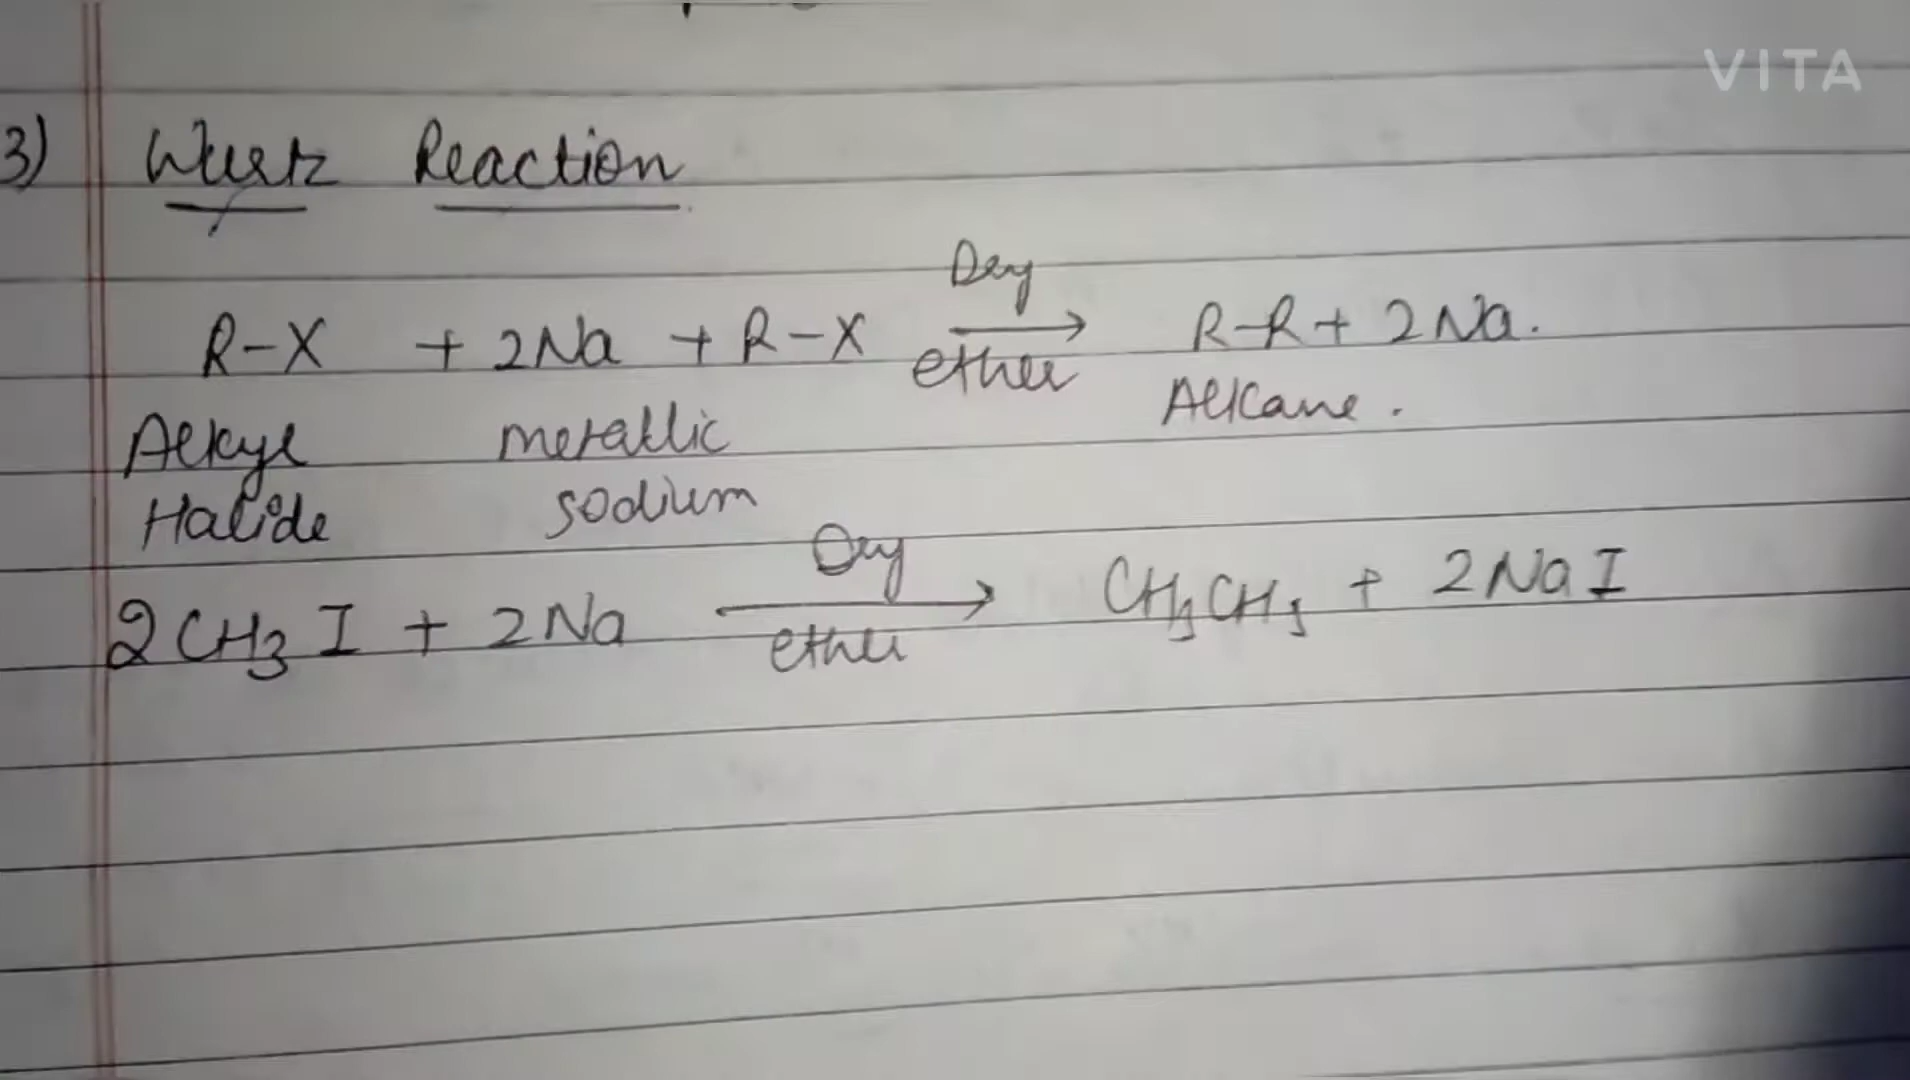 VITA
3) Wurtz Reaction
Dry
R-X + 2Na + R-X → R-R + 2Na.
ether
Alkyl metallic Alkane.
Halide sodium
Dry
2CH3I + 2Na → CH3CH3 + 2NaI
ether